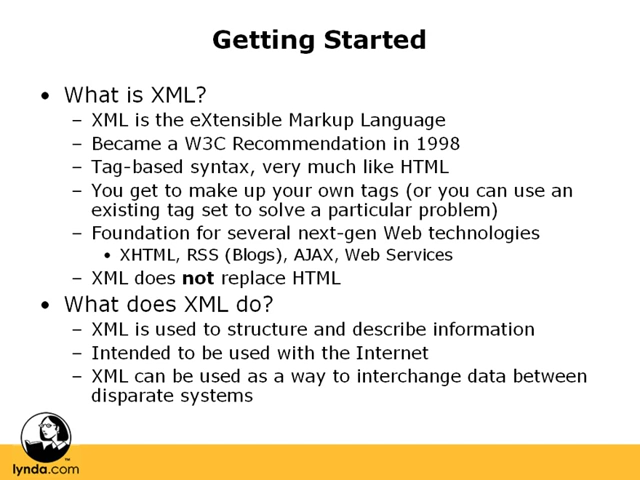 Getting Started
• What is XML?
– XML is the eXtensible Markup Language
– Became a W3C Recommendation in 1998
– Tag-based syntax, very much like HTML
– You get to make up your own tags (or you can use an
existing tag set to solve a particular problem)
– Foundation for several next-gen Web technologies
• XHTML, RSS (Blogs), AJAX, Web Services
– XML does not replace HTML
• What does XML do?
– XML is used to structure and describe information
– Intended to be used with the Internet
– XML can be used as a way to interchange data between
disparate systems
™
lynda.com